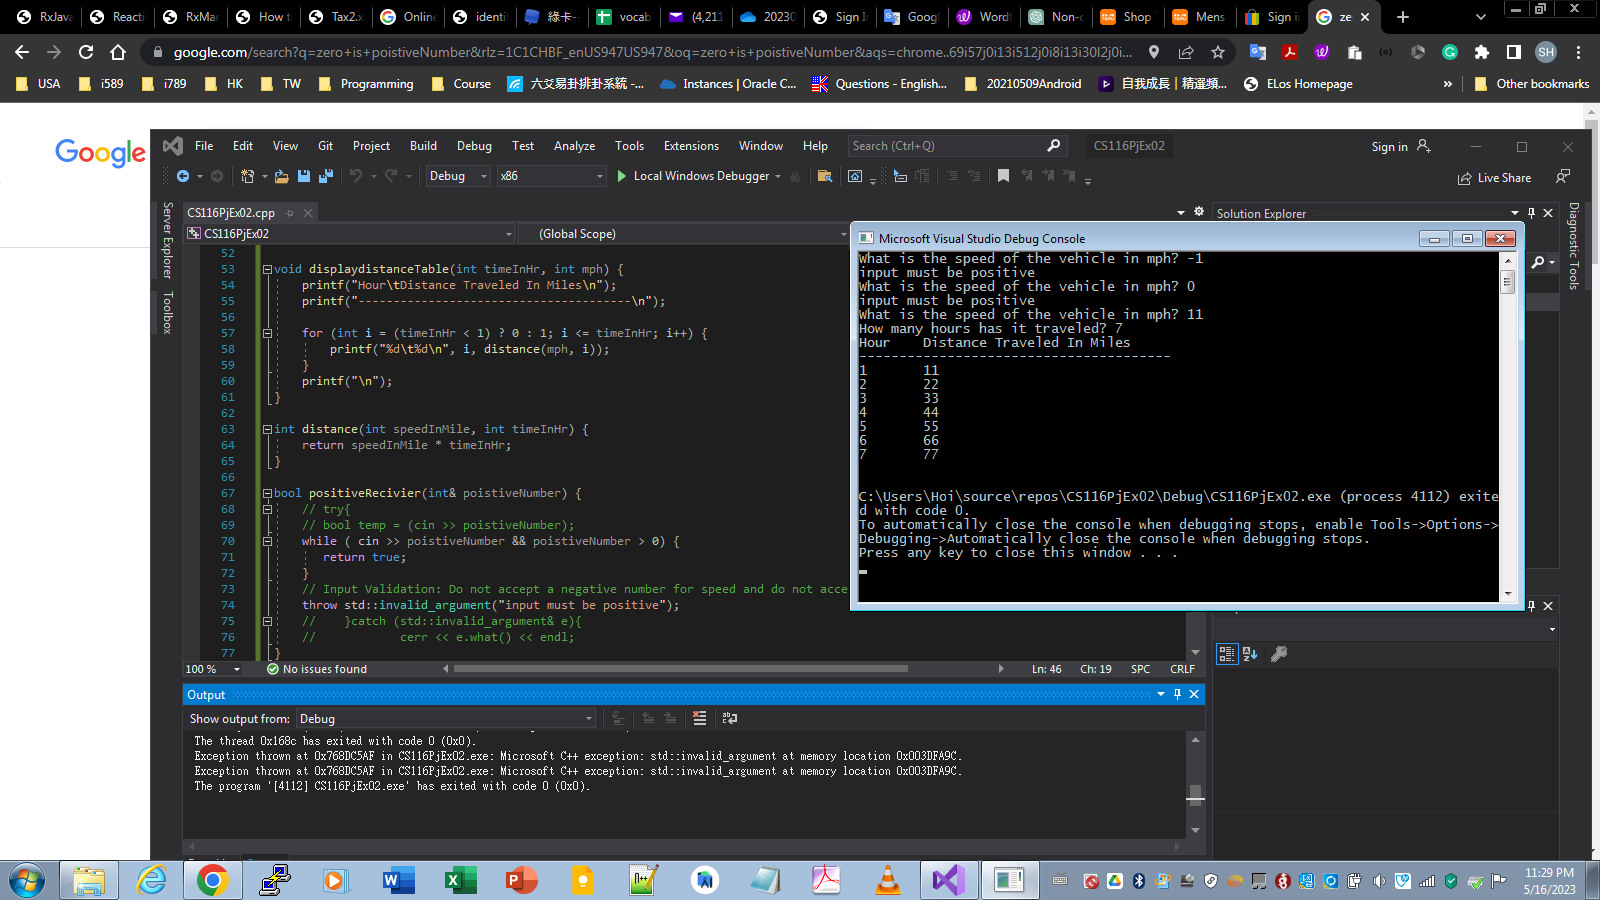 RxJava
Reacti
RxMar
How t
Tax2.x
Online
identi
綠卡--
vocab
(4,211
20230
Sign I
Googl
Word
Non-c
Shop
Mens
Sign i
ze
google.com/search?q=zero+is+poistiveNumber&rlz=1C1CHBF_enUS947US947&oq=zero+is+poistiveNumber&aqs=chrome..69i57j0i13i512j0i8i13i30l2j0i...
SH
USA
i589
i789
HK
TW
Programming
Course
六爻易卦排卦系統 -...
Instances | Oracle C...
Questions - English...
20210509Android
自我成長 | 精選頻...
ELos Homepage
»
Other bookmarks
Google
File Edit View Git Project Build Debug Test Analyze Tools Extensions Window Help
Search (Ctrl+Q)
CS116PjEx02
Sign in
Debug
x86
Local Windows Debugger
Live Share
Server Explorer
Toolbox
CS116PjEx02.cpp
CS116PjEx02
(Global Scope)
Solution Explorer
Diagnostic Tools
52
53 void displaydistanceTable(int timeInHr, int mph) {
54 printf("Hour\tDistance Traveled In Miles\n");
55 printf("---------------------------------------\n");
56
57 for (int i = (timeInHr < 1) ? 0 : 1; i <= timeInHr; i++) {
58 printf("%d\t%d\n", i, distance(mph, i));
59 }
60 printf("\n");
61 }
62
63 int distance(int speedInMile, int timeInHr) {
64 return speedInMile * timeInHr;
65 }
66
67 bool positiveRecivier(int& poistiveNumber) {
68 // try{
69 // bool temp = (cin >> poistiveNumber);
70 while ( cin >> poistiveNumber && poistiveNumber > 0) {
71 return true;
72 }
73 // Input Validation: Do not accept a negative number for speed and do not acce
74 throw std::invalid_argument("input must be positive");
75 // }catch (std::invalid_argument& e){
76 // cerr << e.what() << endl;
77 }
Microsoft Visual Studio Debug Console
What is the speed of the vehicle in mph? -1
input must be positive
What is the speed of the vehicle in mph? 0
input must be positive
What is the speed of the vehicle in mph? 11
How many hours has it traveled? 7
Hour Distance Traveled In Miles
---------------------------------------
1 11
2 22
3 33
4 44
5 55
6 66
7 77
C:\Users\Hoi\source\repos\CS116PjEx02\Debug\CS116PjEx02.exe (process 4112) exite
d with code 0.
To automatically close the console when debugging stops, enable Tools->Options->
Debugging->Automatically close the console when debugging stops.
Press any key to close this window . . .
100 %
No issues found
Ln: 46
Ch: 19
SPC
CRLF
Output
Show output from: Debug
The thread 0x168c has exited with code 0 (0x0).
Exception thrown at 0x768DC5AF in CS116PjEx02.exe: Microsoft C++ exception: std::invalid_argument at memory location 0x003DFA9C.
Exception thrown at 0x768DC5AF in CS116PjEx02.exe: Microsoft C++ exception: std::invalid_argument at memory location 0x003DFA9C.
The program '[4112] CS116PjEx02.exe' has exited with code 0 (0x0).
11:29 PM
5/16/2023